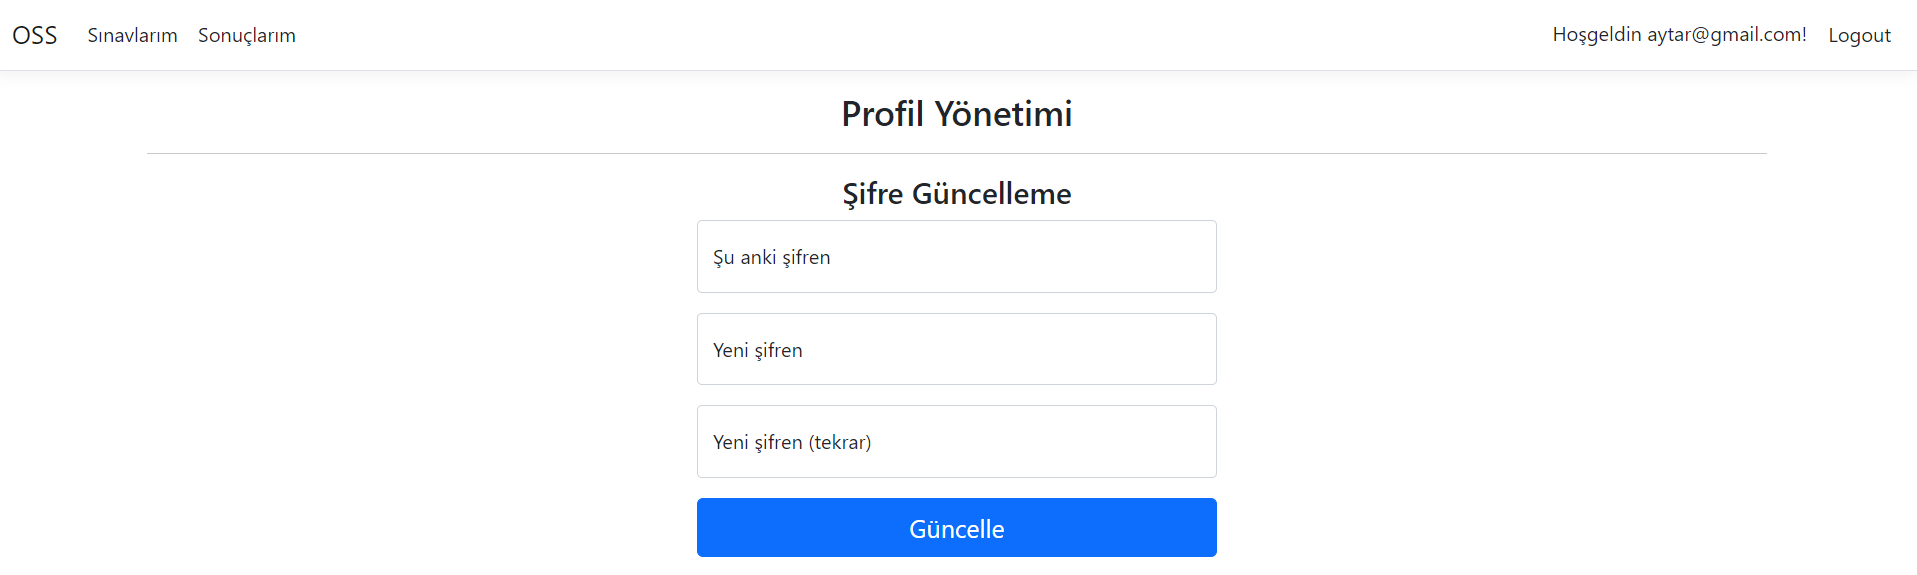 OSS Sınavlarım Sonuçlarım Hoşgeldin aytar@gmail.com! Logout
Profil Yönetimi
Şifre Güncelleme
Şu anki şifren
Yeni şifren
Yeni şifren (tekrar)
Güncelle